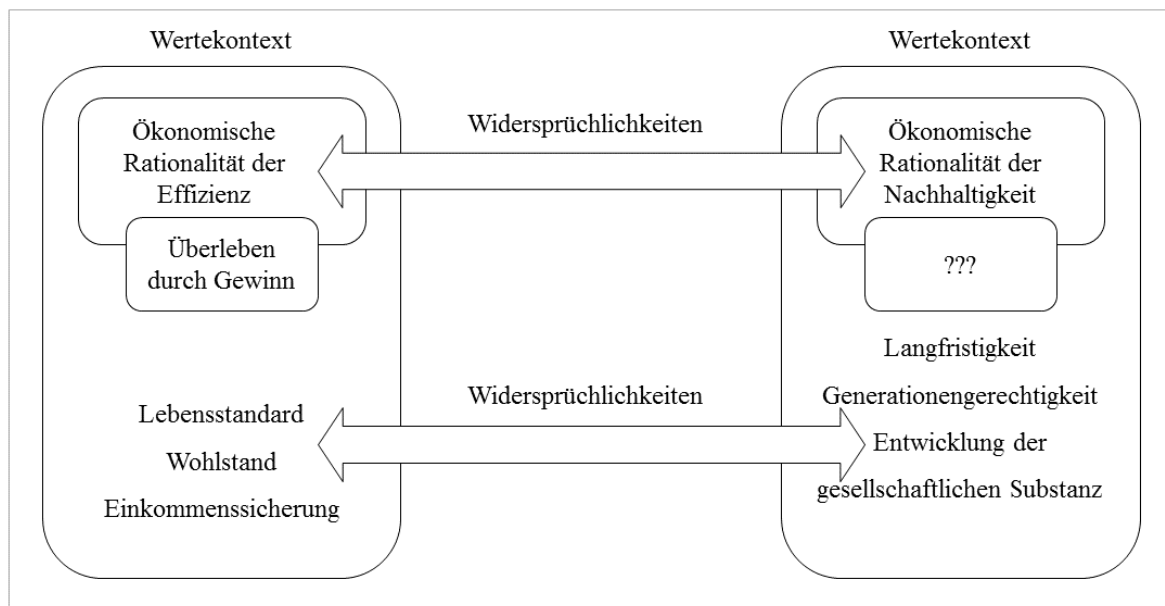 Wertekontext
Ökonomische
Rationalität der
Effizienz
Überleben
durch Gewinn
Lebensstandard
Wohlstand
Einkommenssicherung
Widersprüchlichkeiten
Widersprüchlichkeiten
Wertekontext
Ökonomische
Rationalität der
Nachhaltigkeit
???
Langfristigkeit
Generationengerechtigkeit
Entwicklung der
gesellschaftlichen Substanz